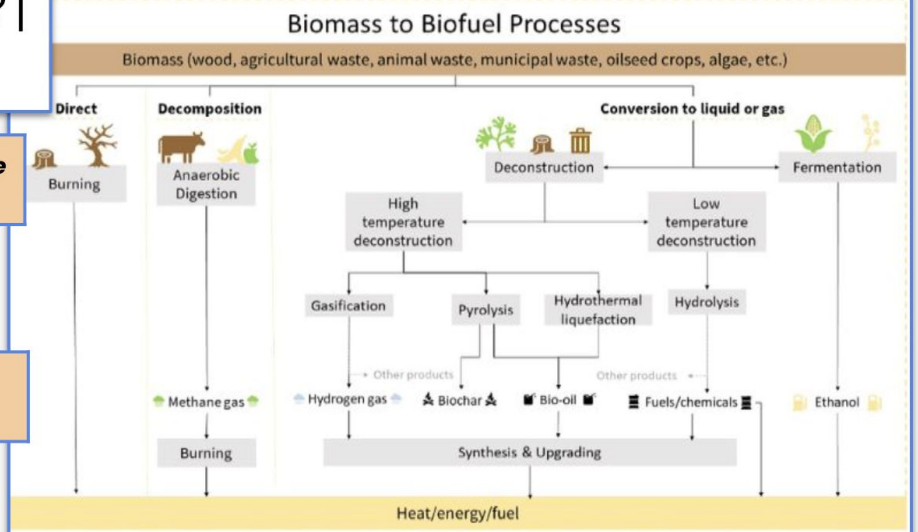 Biomass to Biofuel Processes
Biomass (wood, agricultural waste, animal waste, municipal waste, oilseed crops, algae, etc.)
Direct
Decomposition
Conversion to liquid or gas
Burning
Anaerobic
Digestion
Deconstruction
Fermentation
High
temperature
deconstruction
Low
temperature
deconstruction
Gasification
Pyrolysis
Hydrothermal
liquefaction
Hydrolysis
Other products
Other products
Methane gas
Hydrogen gas
Biochar
Bio-oil
Fuels/chemicals
Ethanol
Burning
Synthesis & Upgrading
Heat/energy/fuel